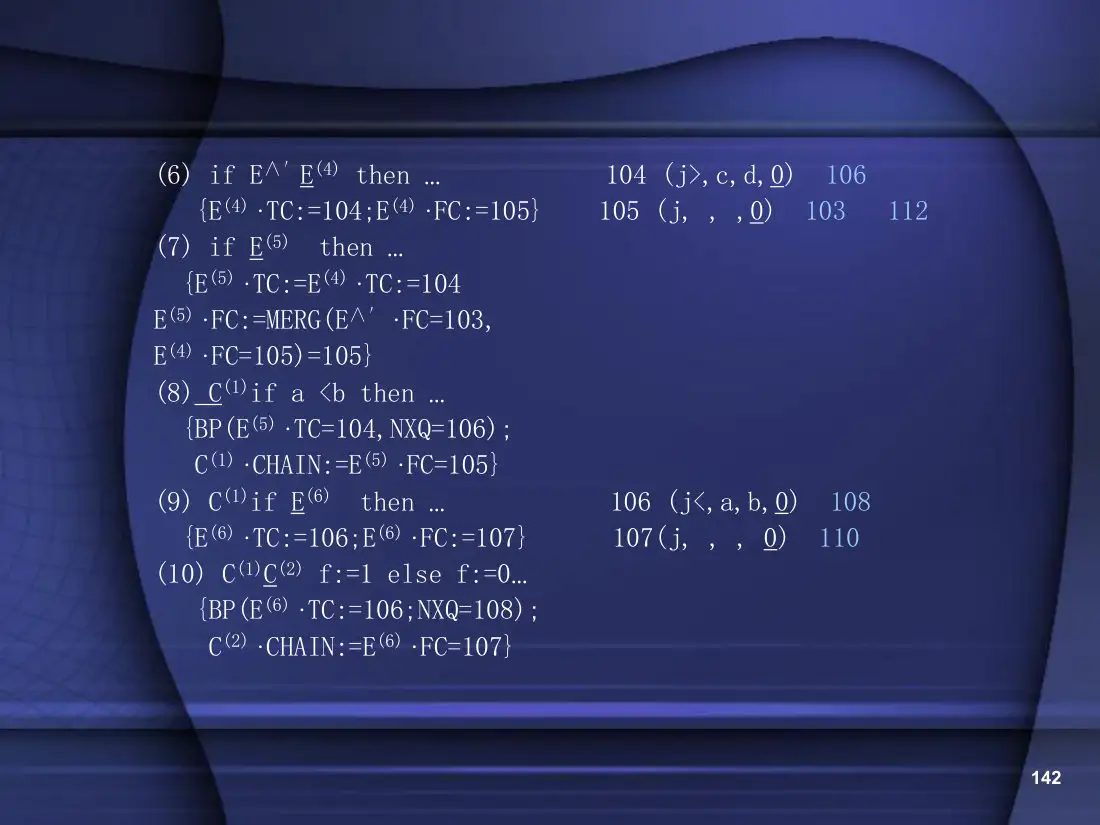 (6) if E∧′E(4) then … 104 (j>,c,d,0) 106
{E(4)·TC:=104;E(4)·FC:=105} 105 (j, , ,0) 103 112
(7) if E(5) then …
{E(5)·TC:=E(4)·TC:=104
E(5)·FC:=MERG(E∧′·FC=103,
E(4)·FC=105)=105}
(8) C(1)if a <b then …
{BP(E(5)·TC=104,NXQ=106);
C(1)·CHAIN:=E(5)·FC=105}
(9) C(1)if E(6) then … 106 (j<,a,b,0) 108
{E(6)·TC:=106;E(6)·FC:=107} 107(j, , , 0) 110
(10) C(1)C(2) f:=1 else f:=0…
{BP(E(6)·TC:=106;NXQ=108);
C(2)·CHAIN:=E(6)·FC=107}
142